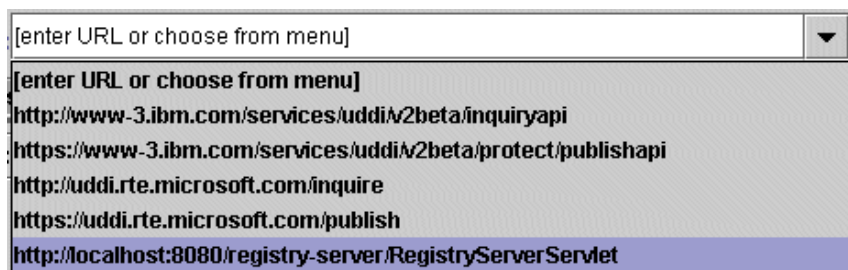 [enter URL or choose from menu]
[enter URL or choose from menu]
http://www-3.ibm.com/services/uddi/v2beta/inquiryapi
https://www-3.ibm.com/services/uddi/v2beta/protect/publishapi
http://uddi.rte.microsoft.com/inquire
https://uddi.rte.microsoft.com/publish
http://localhost:8080/registry-server/RegistryServerServlet